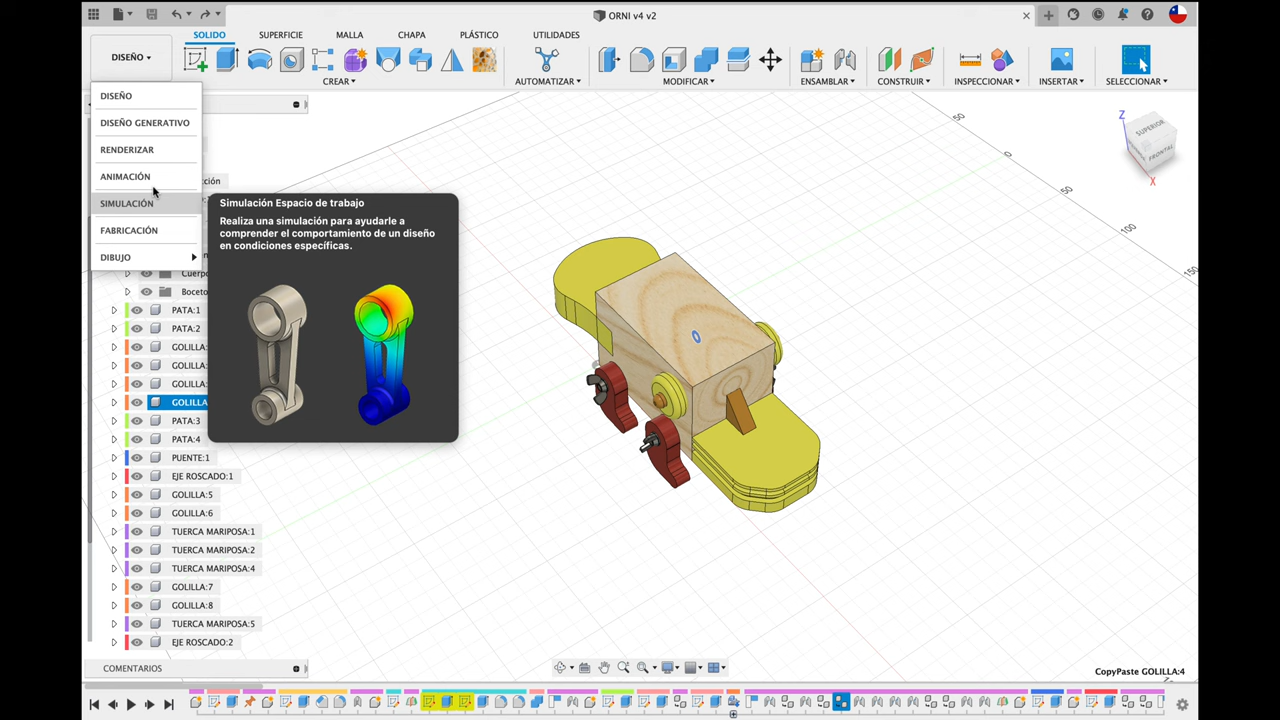 ORNI v4 v2
DISEÑO
SOLIDO
SUPERFICIE
MALLA
CHAPA
PLÁSTICO
UTILIDADES
CREAR
AUTOMATIZAR
MODIFICAR
ENSAMBLAR
CONSTRUIR
INSPECCIONAR
INSERTAR
SELECCIONAR
DISEÑO
DISEÑO GENERATIVO
RENDERIZAR
ANIMACIÓN
SIMULACIÓN
FABRICACIÓN
DIBUJO
Simulación Espacio de trabajo
Realiza una simulación para ayudarle a
comprender el comportamiento de un diseño
en condiciones específicas.
50
0
50
100
150
Z
SUPERIOR
FRONTAL
X
cción
Cuerpo
Boceto
PATA:1
PATA:2
GOLILLA:
GOLILLA:
GOLILLA:
GOLILLA
PATA:3
PATA:4
PUENTE:1
EJE ROSCADO:1
GOLILLA:5
GOLILLA:6
TUERCA MARIPOSA:1
TUERCA MARIPOSA:2
TUERCA MARIPOSA:4
GOLILLA:7
GOLILLA:8
TUERCA MARIPOSA:5
EJE ROSCADO:2
COMENTARIOS
CopyPaste GOLILLA:4